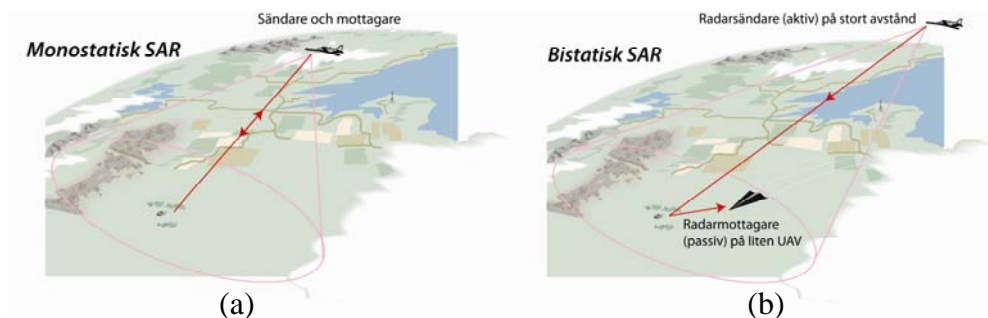 Sändare och mottagare
Monostatisk SAR
(a)
Radarsändare (aktiv) på stort avstånd
Bistatisk SAR
Radarmottagare
(passiv) på liten UAV
(b)